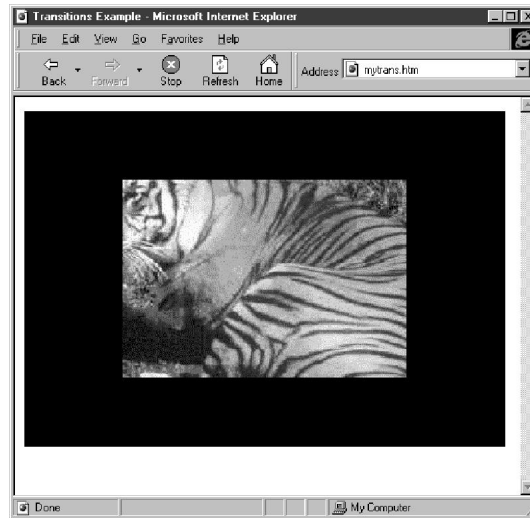 Transitions Example - Microsoft Internet Explorer
File Edit View Go Favorites Help
Back Forward Stop Refresh Home Address mytrans.htm
Done My Computer